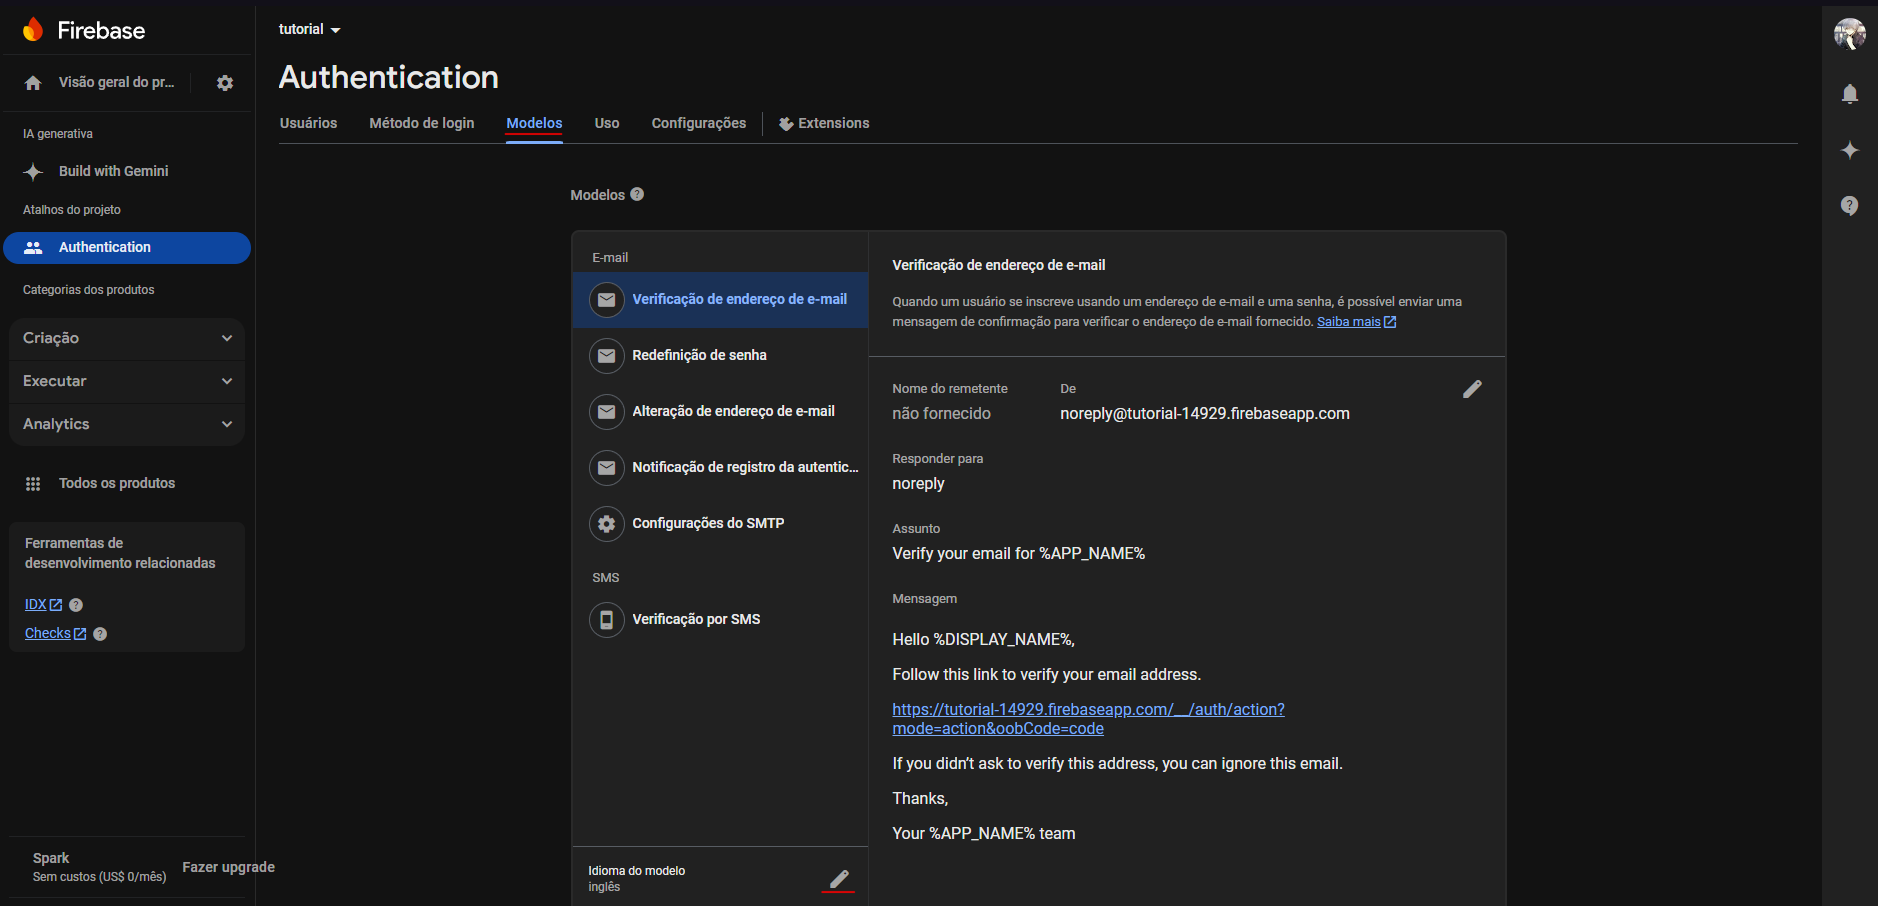 Firebase
Visão geral do pr...
IA generativa
Build with Gemini
Atalhos do projeto
Authentication
Categorias dos produtos
Criação
Executar
Analytics
Todos os produtos
Ferramentas de
desenvolvimento relacionadas
IDX
Checks
Spark
Sem custos (US$ 0/mês)
Fazer upgrade
tutorial
Authentication
Usuários
Método de login
Modelos
Uso
Configurações
Extensions
Modelos
E-mail
Verificação de endereço de e-mail
Redefinição de senha
Alteração de endereço de e-mail
Notificação de registro da autentic...
Configurações do SMTP
SMS
Verificação por SMS
Idioma do modelo
inglês
Verificação de endereço de e-mail
Quando um usuário se inscreve usando um endereço de e-mail e uma senha, é possível enviar uma
mensagem de confirmação para verificar o endereço de e-mail fornecido. Saiba mais
Nome do remetente
não fornecido
De
noreply@tutorial-14929.firebaseapp.com
Responder para
noreply
Assunto
Verify your email for %APP_NAME%
Mensagem
Hello %DISPLAY_NAME%,
Follow this link to verify your email address.
https://tutorial-14929.firebaseapp.com/__/auth/action?
mode=action&oobCode=code
If you didn’t ask to verify this address, you can ignore this email.
Thanks,
Your %APP_NAME% team